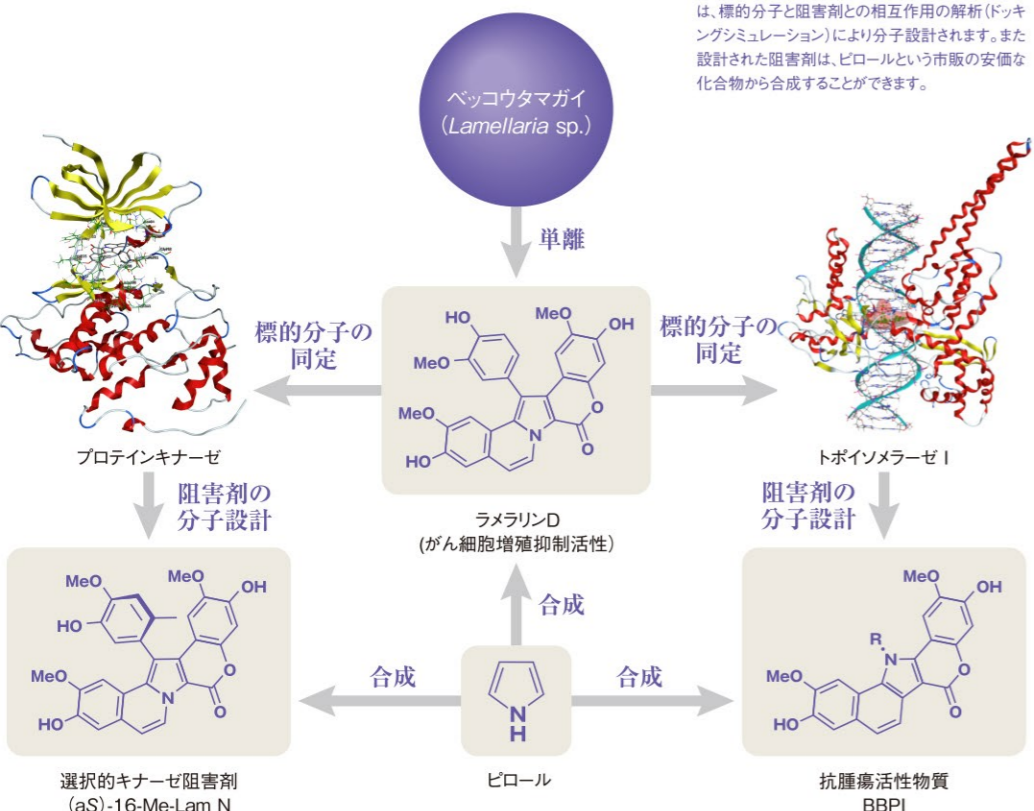 は、標的分子と阻害剤との相互作用の解析(ドッキ
ングシミュレーション)により分子設計されます。また
設計された阻害剤は、ピロールという市販の安価な
化合物から合成することができます。
ベッコウタマガイ
(Lamellaria sp.)
単離
標的分子の
同定
標的分子の
同定
HO
MeO
MeO
OH
MeO
HO
N
O
O
プロテインキナーゼ
トポイソメラーゼ I
ラメラリンD
(がん細胞増殖抑制活性)
阻害剤の
分子設計
阻害剤の
分子設計
MeO
HO
MeO
OH
MeO
HO
N
O
O
合成
合成
合成
N
H
MeO
OH
R
N
MeO
HO
O
O
選択的キナーゼ阻害剤
(aS)-16-Me-Lam N
ピロール
抗腫瘍活性物質
BBPI